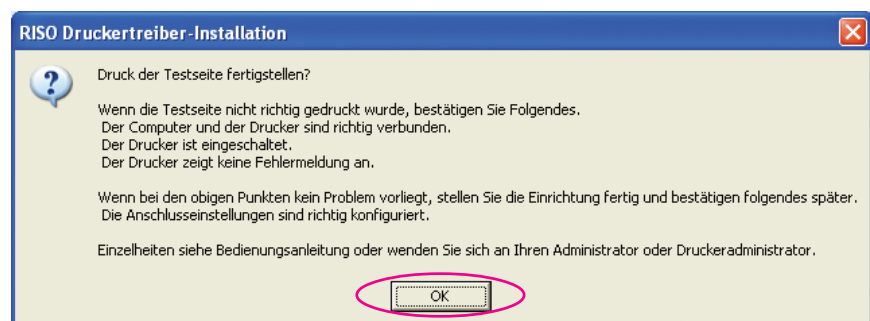 RISO Druckertreiber-Installation
Druck der Testseite fertigstellen?
Wenn die Testseite nicht richtig gedruckt wurde, bestätigen Sie Folgendes.
Der Computer und der Drucker sind richtig verbunden.
Der Drucker ist eingeschaltet.
Der Drucker zeigt keine Fehlermeldung an.
Wenn bei den obigen Punkten kein Problem vorliegt, stellen Sie die Einrichtung fertig und bestätigen folgendes später.
Die Anschlusseinstellungen sind richtig konfiguriert.
Einzelheiten siehe Bedienungsanleitung oder wenden Sie sich an Ihren Administrator oder Druckeradministrator.
OK